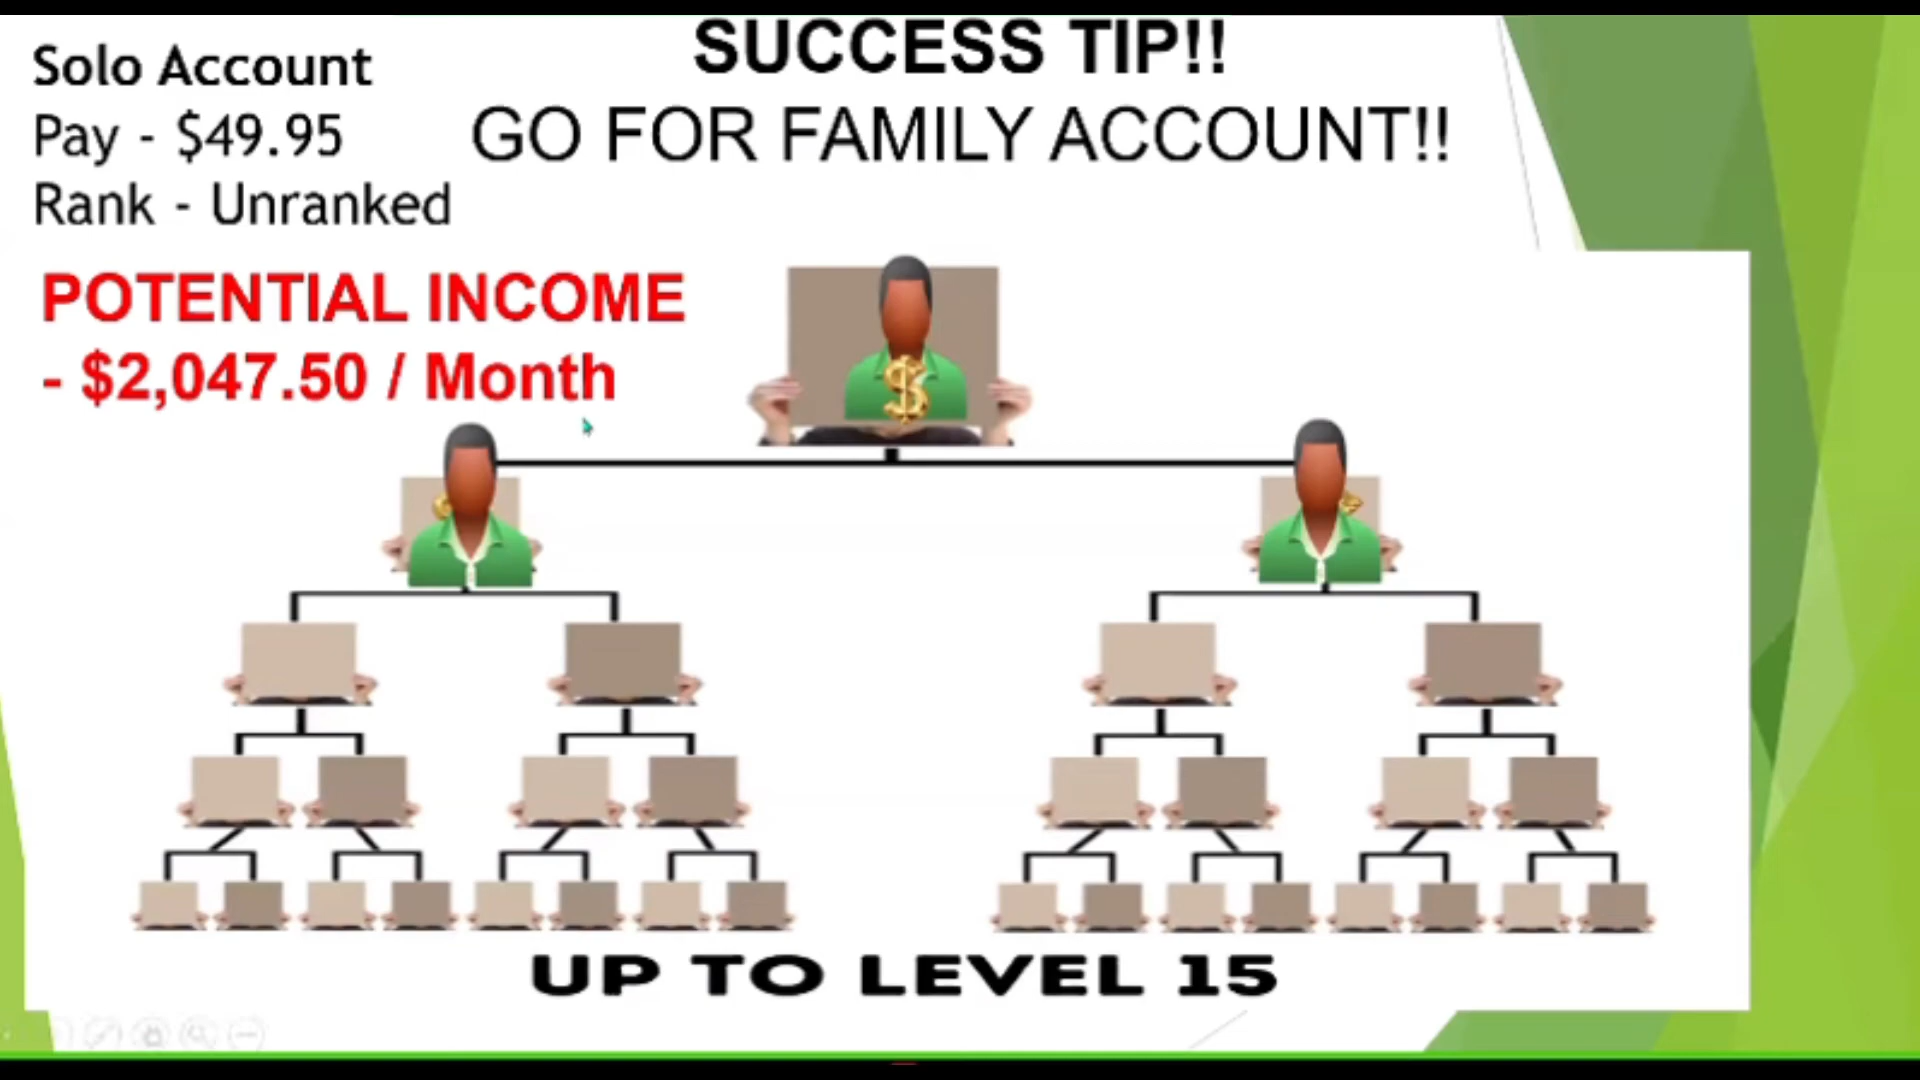 SUCCESS TIP!!
GO FOR FAMILY ACCOUNT!!
Solo Account
Pay - $49.95
Rank - Unranked
POTENTIAL INCOME
- $2,047.50 / Month
$
UP TO LEVEL 15